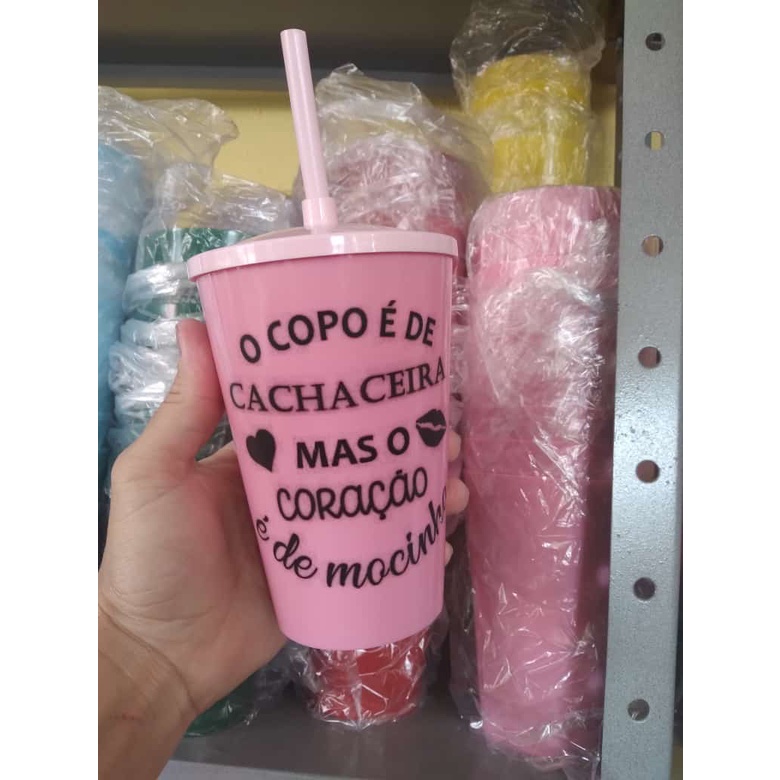 O COPO É DE
CACHACEIRA
MAS O
CORAÇÃO
é de mocinha